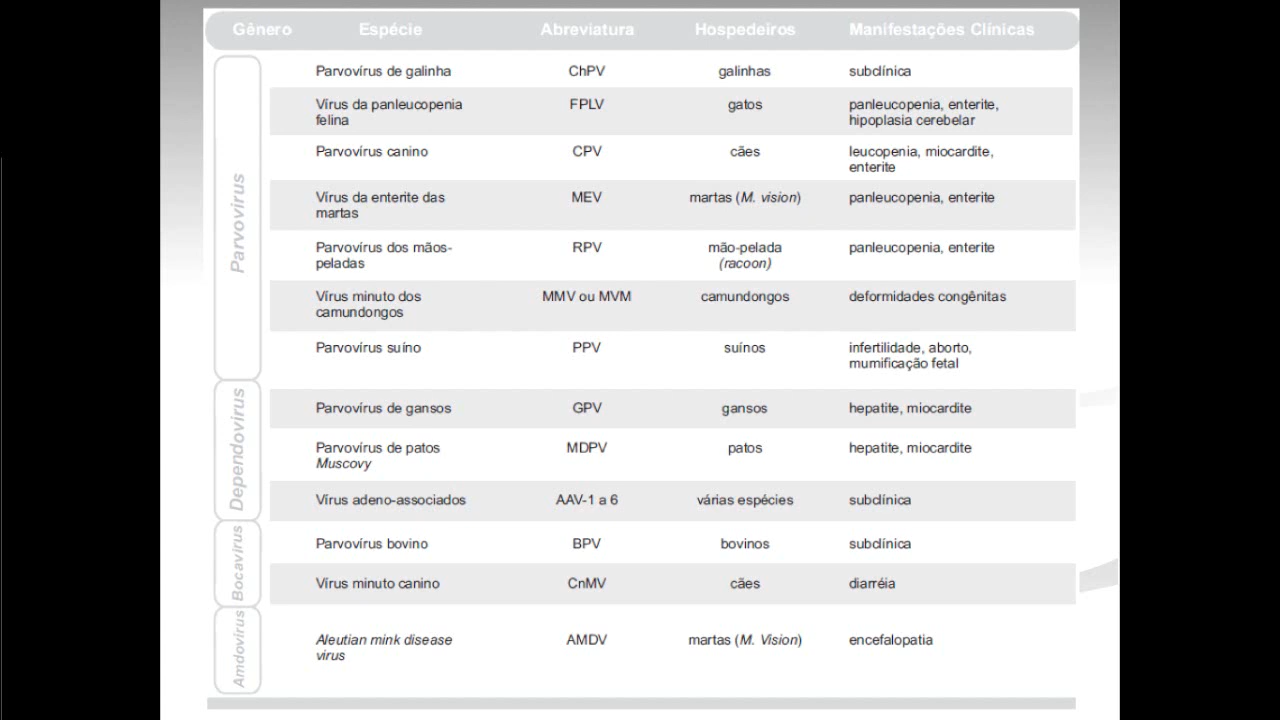 Gênero Espécie Abreviatura Hospedeiros Manifestações Clínicas
Parvovirus
Parvovírus de galinha ChPV galinhas subclínica
Vírus da panleucopenia FPLV gatos panleucopenia, enterite,
felina hipoplasia cerebelar
Parvovírus canino CPV cães leucopenia, miocardite,
enterite
Vírus da enterite das MEV martas (M. vision) panleucopenia, enterite
martas
Parvovírus dos mãos- RPV mão-pelada panleucopenia, enterite
peladas (racoon)
Vírus minuto dos MMV ou MVM camundongos deformidades congênitas
camundongos
Parvovírus suíno PPV suínos infertilidade, aborto,
mumificação fetal
Dependovirus
Parvovírus de gansos GPV gansos hepatite, miocardite
Parvovírus de patos MDPV patos hepatite, miocardite
Muscovy
Vírus adeno-associados AAV-1 a 6 várias espécies subclínica
Bocavirus
Parvovírus bovino BPV bovinos subclínica
Vírus minuto canino CnMV cães diarréia
Amdovirus
Aleutian mink disease AMDV martas (M. Vision) encefalopatia
virus